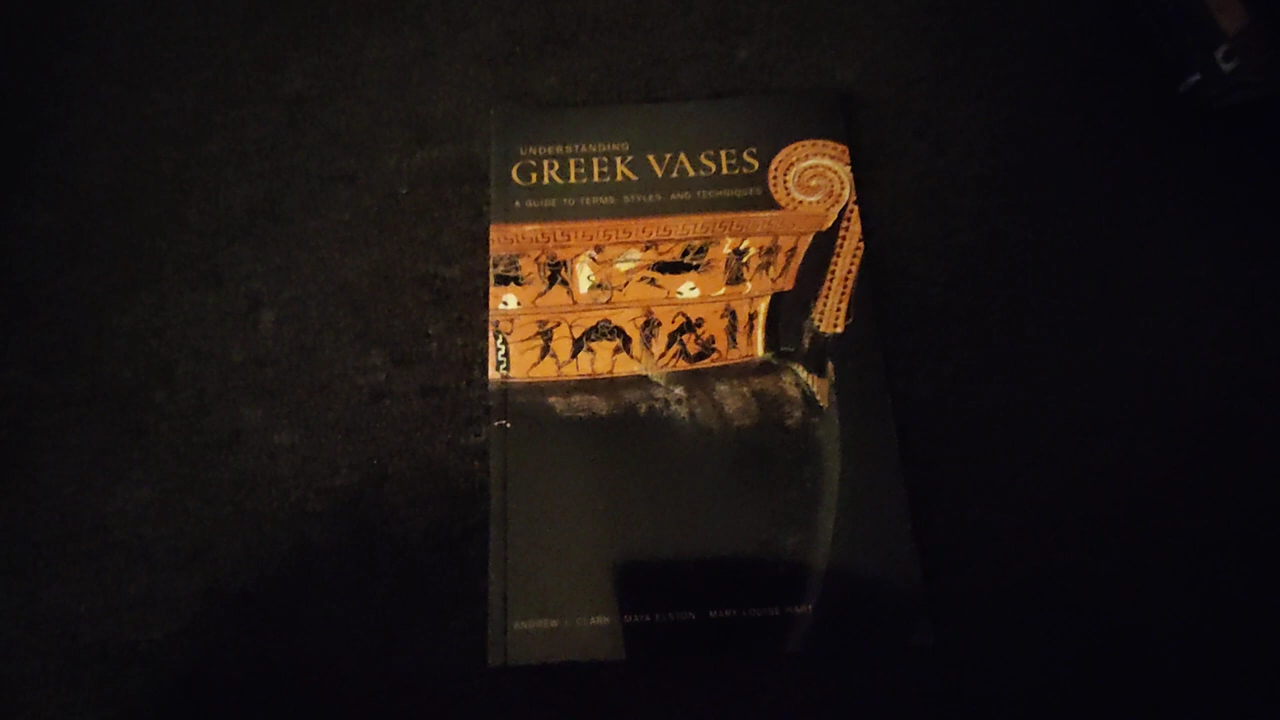 UNDERSTANDING
GREEK VASES
A GUIDE TO TERMS, STYLES, AND TECHNIQUES
ANDREW J. CLARK MAYA ELSTON MARY LOUISE HART